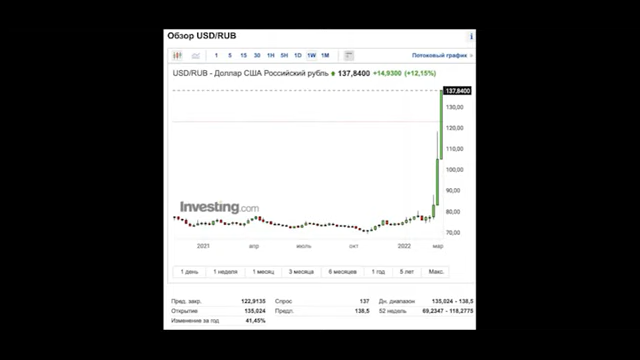 Обзор USD/RUB
1 5 15 30 1H 5H 1D 1W 1M Потоковый график »
USD/RUB - Доллар США Российский рубль 137,8400 +14,9300 (+12,15%)
137,8400
130,00
120,00
110,00
100,00
90,00
80,00
70,00
Investing.com
2021 апр июль окт 2022 мар
1 день 1 неделя 1 месяц 3 месяца 6 месяцев 1 год 5 лет Макс.
Пред. закр. 122,9135 Спрос 137 Дн. диапазон 135,024 - 138,5
Открытие 135,024 Предл. 138,5 52 недель 69,2347 - 118,2775
Изменение за год 41,45%